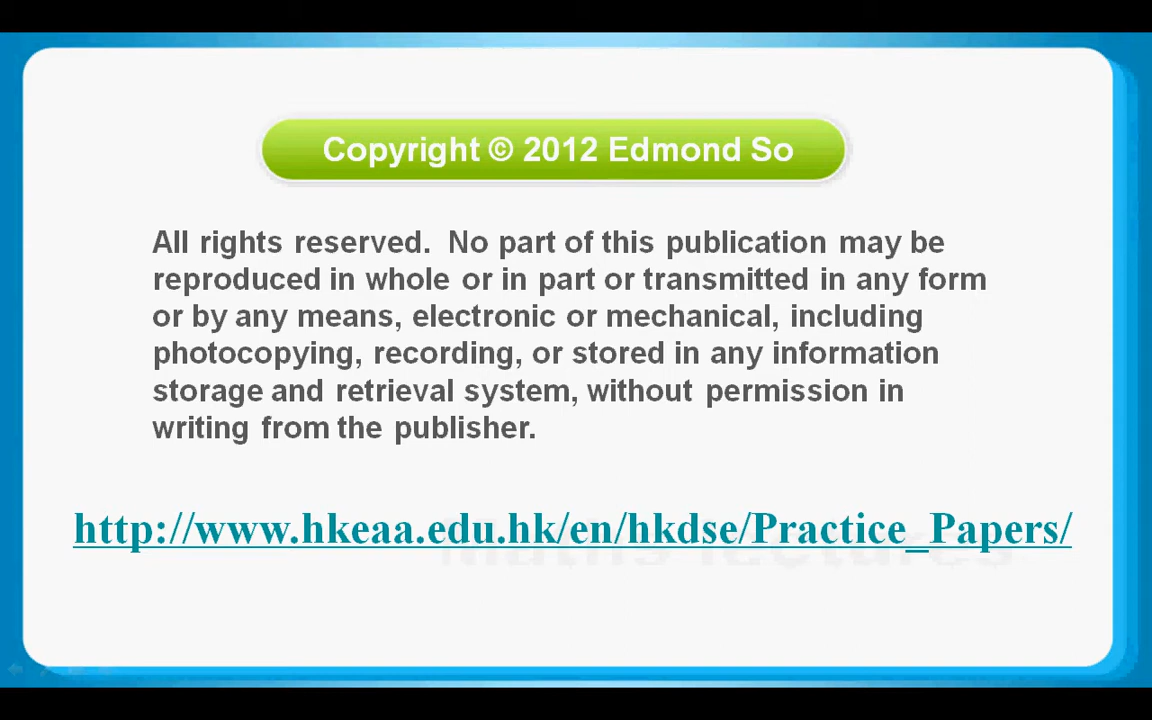 Copyright © 2012 Edmond So
All rights reserved.  No part of this publication may be
reproduced in whole or in part or transmitted in any form
or by any means, electronic or mechanical, including
photocopying, recording, or stored in any information
storage and retrieval system, without permission in
writing from the publisher.
http://www.hkeaa.edu.hk/en/hkdse/Practice_Papers/
maths lectures